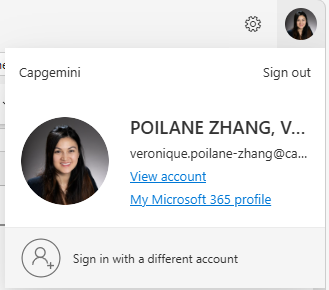 Capgemini Sign out
POILANE ZHANG, V...
veronique.poilane-zhang@ca...
View account
My Microsoft 365 profile
Sign in with a different account